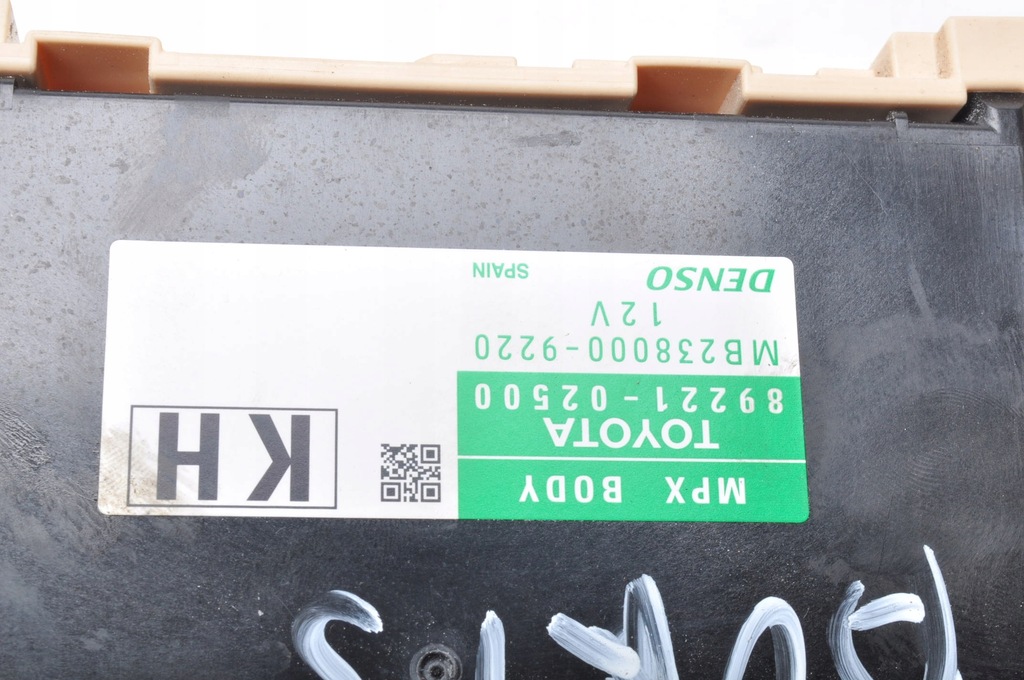 MPX BODY
TOYOTA
89221-02500
MB238000-9220
12V
DENSO SPAIN
KH